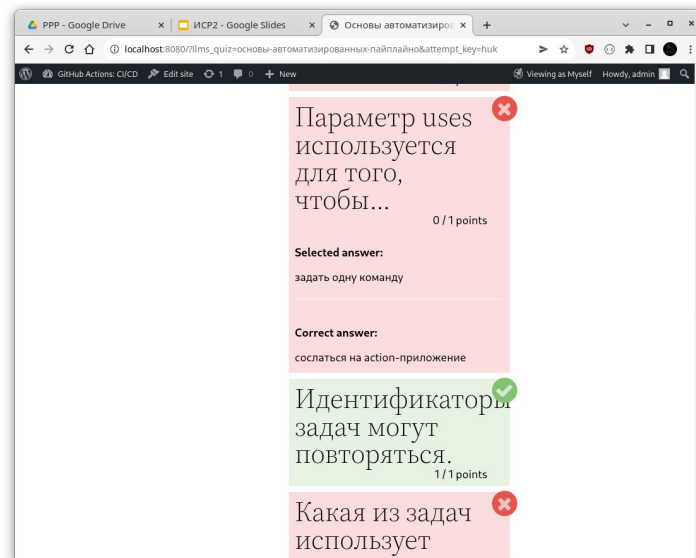 PPP - Google Drive
ИСР2 - Google Slides
Основы автоматизиров
localhost:8080/?llms_quiz=основы-автоматизированных-пайплайно&attempt_key=huk
GitHub Actions: CI/CD Edit site 1 0 New Viewing as Myself Howdy, admin
Параметр uses
используется
для того,
чтобы...
0 / 1 points
Selected answer:
задать одну команду
Correct answer:
сослаться на action-приложение
Идентификаторы
задач могут
повторяться.
1 / 1 points
Какая из задач
использует